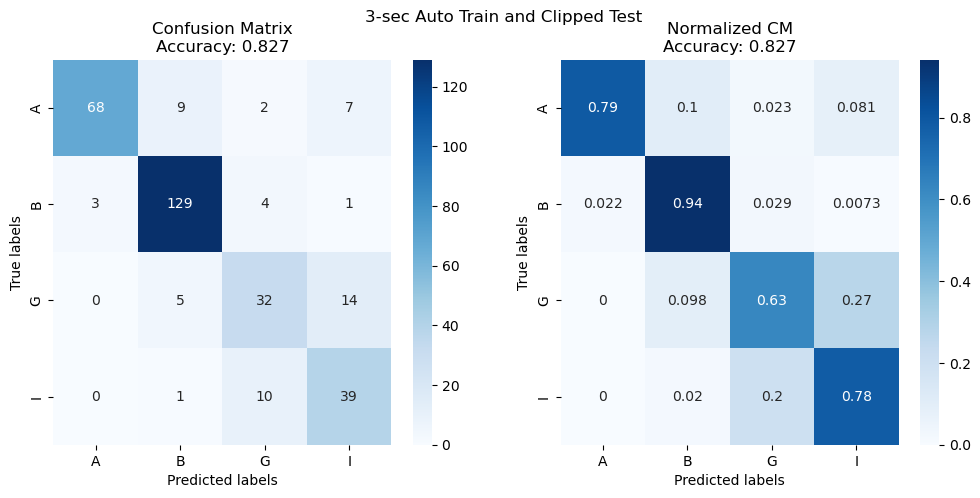 3-sec Auto Train and Clipped Test
Confusion Matrix
Accuracy: 0.827
A
68 9 2 7
B
3 129 4 1
G
0 5 32 14
I
0 1 10 39
A B G I
True labels
Predicted labels
120
100
80
60
40
20
0
Normalized CM
Accuracy: 0.827
A
0.79 0.1 0.023 0.081
B
0.022 0.94 0.029 0.0073
G
0 0.098 0.63 0.27
I
0 0.02 0.2 0.78
A B G I
True labels
Predicted labels
0.8
0.6
0.4
0.2
0.0